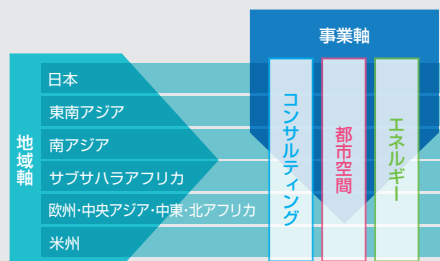 事業軸
地域軸
日本
東南アジア
南アジア
サブサハラアフリカ
欧州・中央アジア・中東・北アフリカ
米州
コンサルティング
都市空間
エネルギー